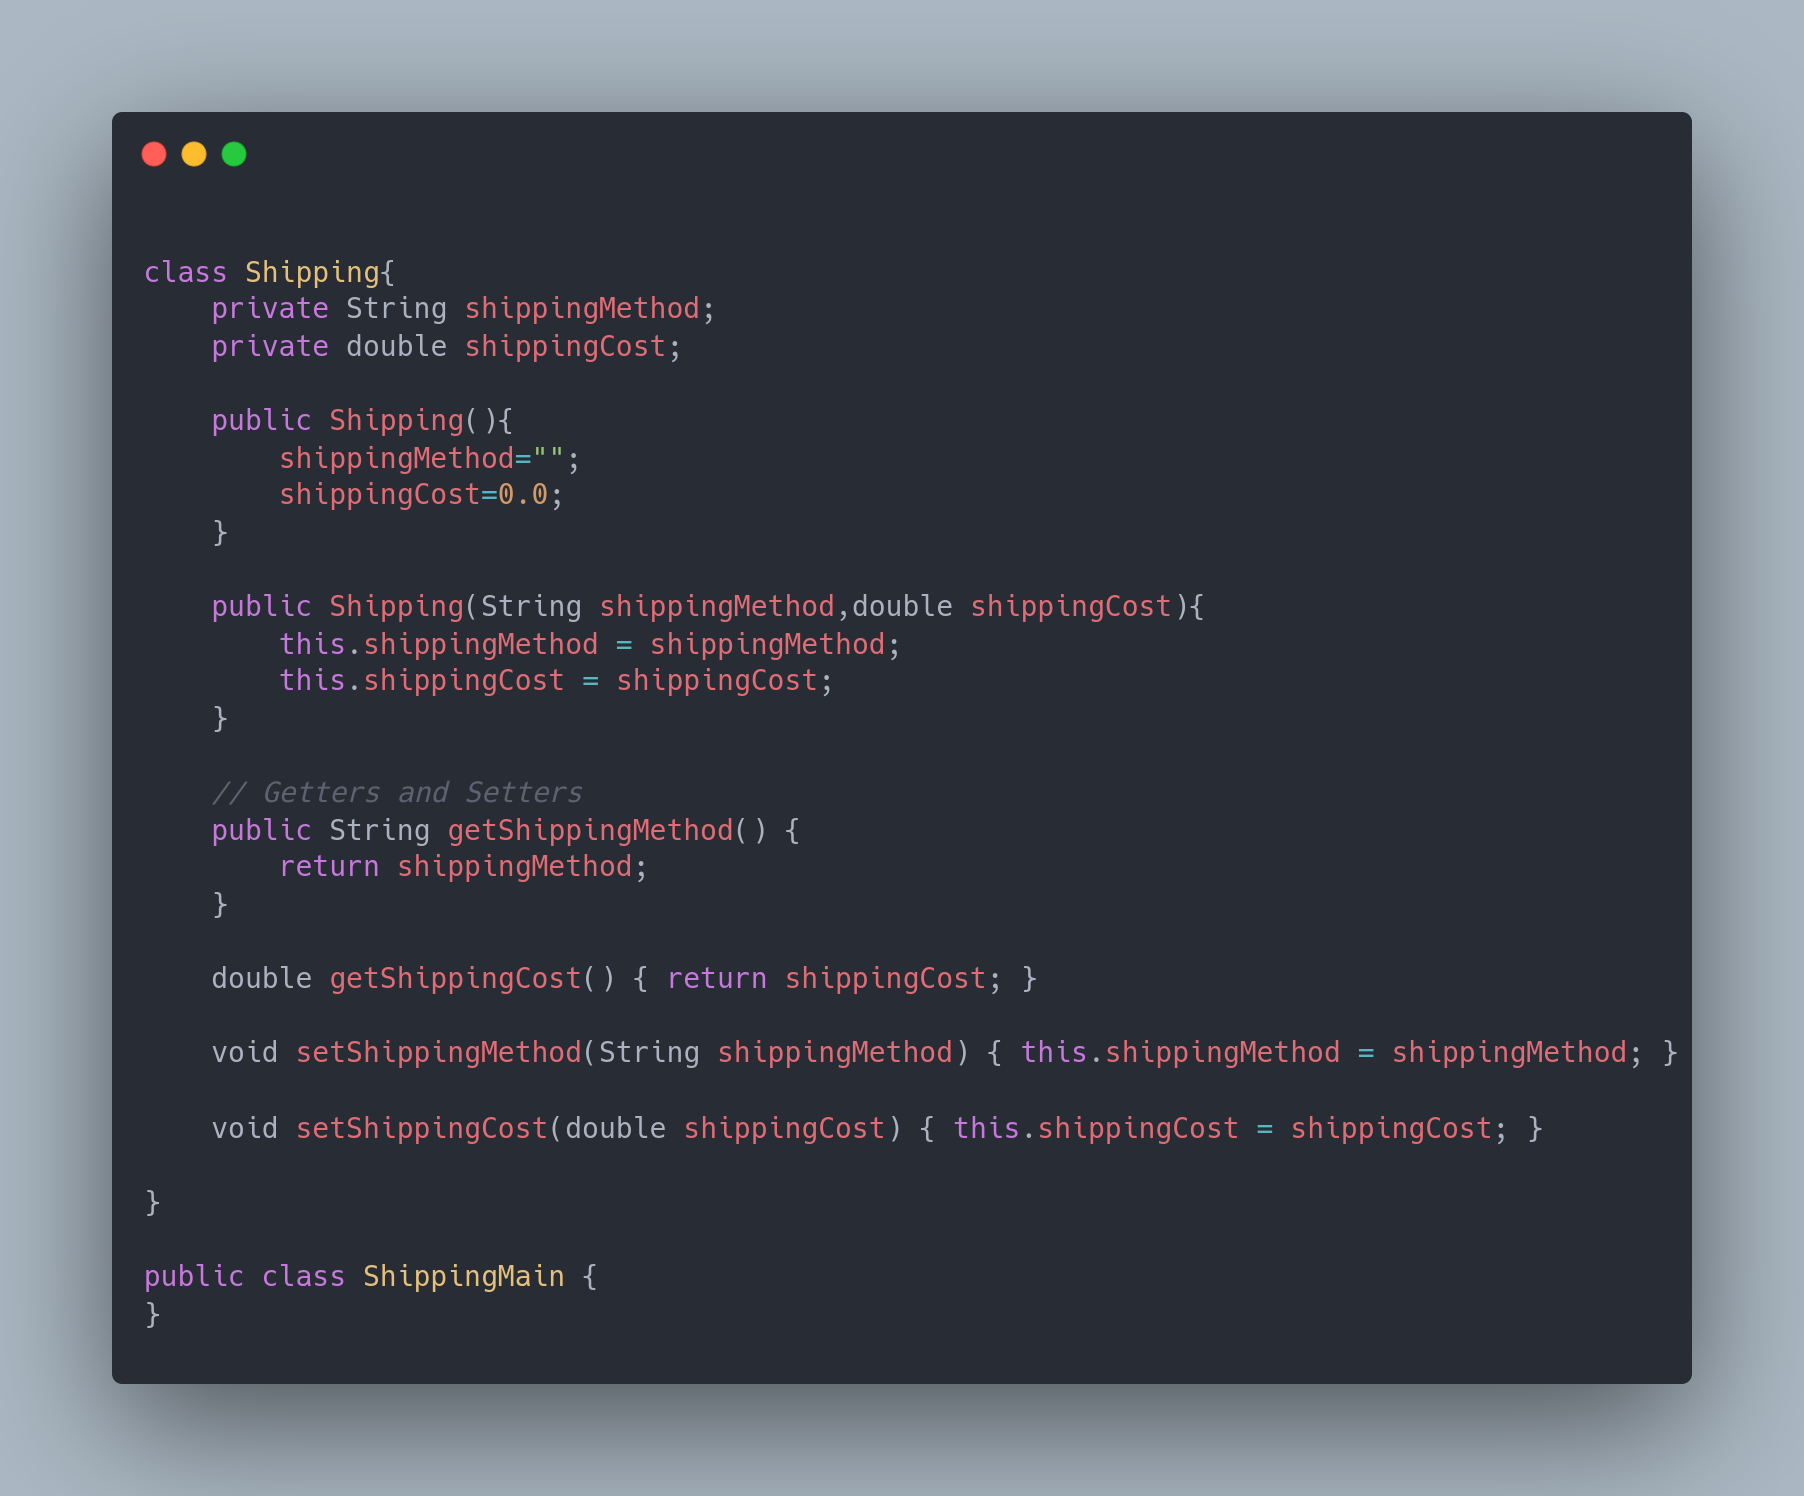 class Shipping{
    private String shippingMethod;
    private double shippingCost;

    public Shipping(){
        shippingMethod="";
        shippingCost=0.0;
    }

    public Shipping(String shippingMethod,double shippingCost){
        this.shippingMethod = shippingMethod;
        this.shippingCost = shippingCost;
    }

    // Getters and Setters
    public String getShippingMethod() {
        return shippingMethod;
    }

    double getShippingCost() { return shippingCost; }

    void setShippingMethod(String shippingMethod) { this.shippingMethod = shippingMethod; }

    void setShippingCost(double shippingCost) { this.shippingCost = shippingCost; }

}

public class ShippingMain {
}